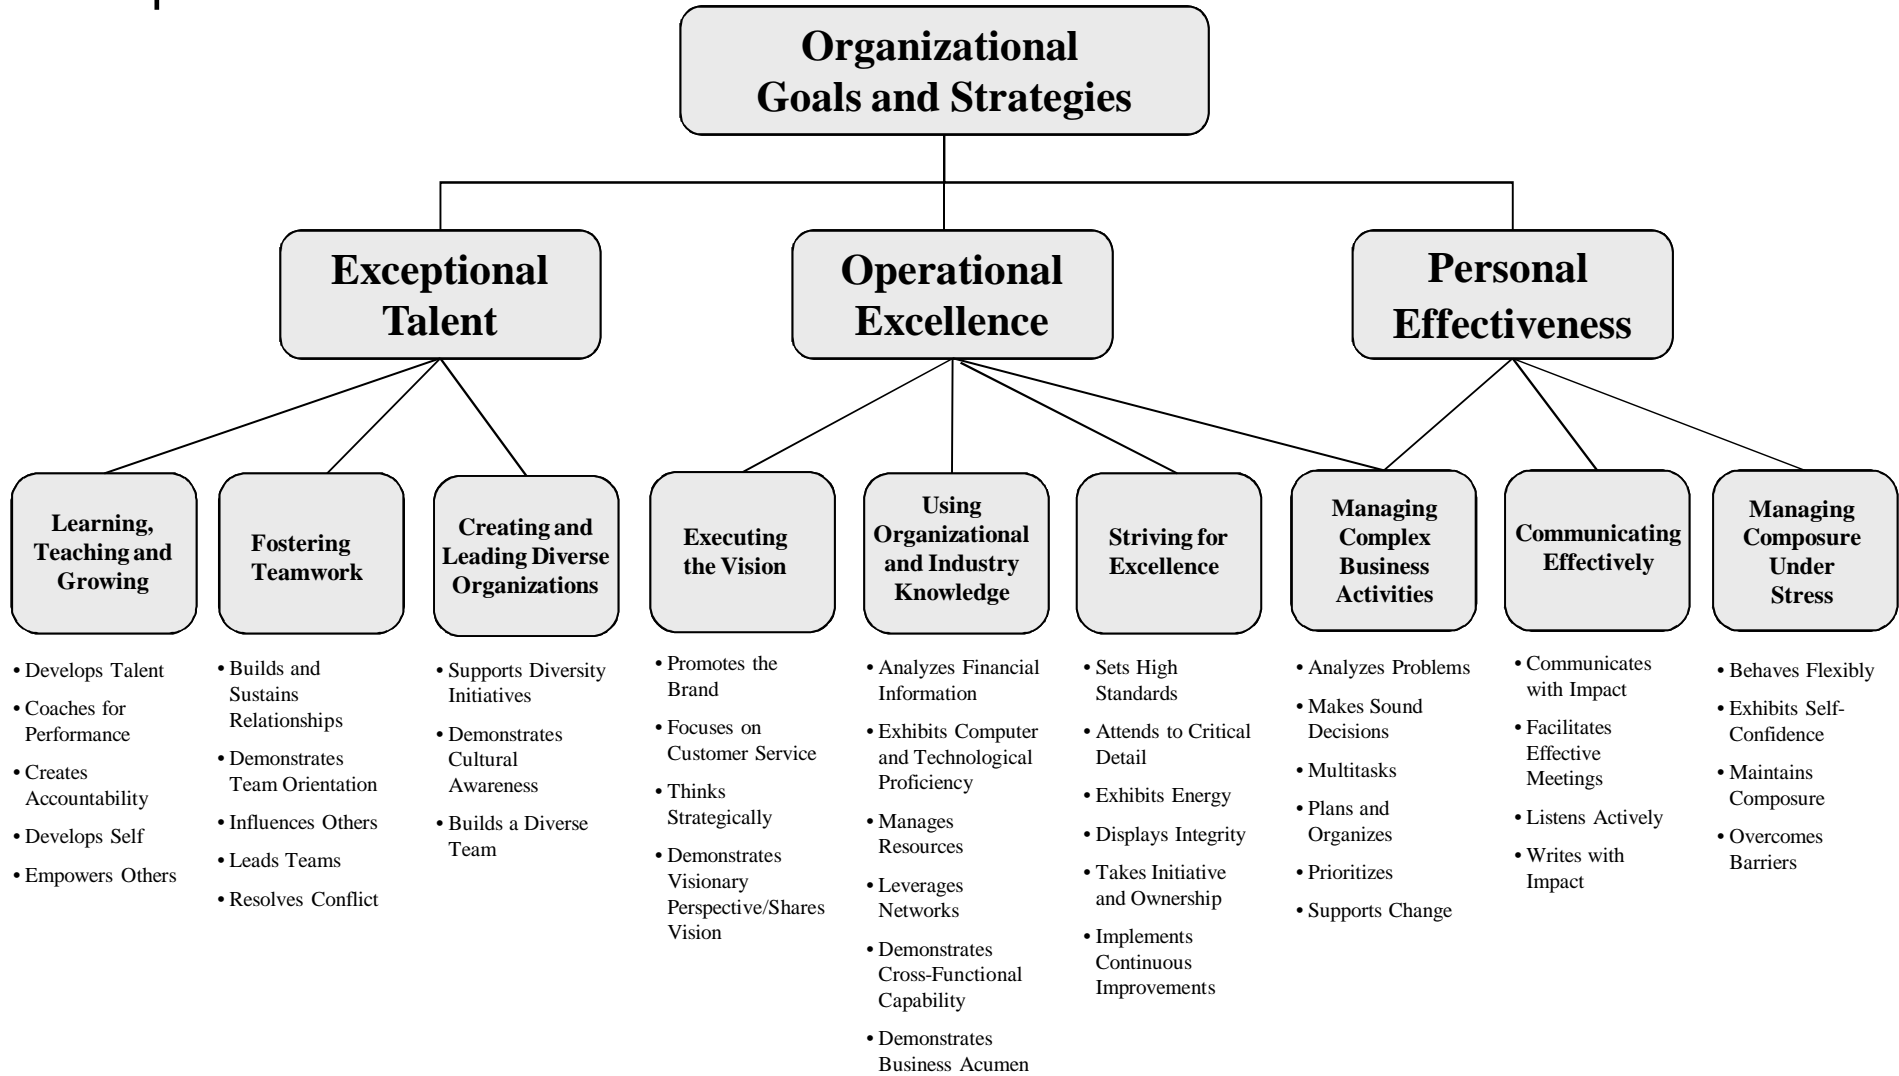 Organizational
Goals and Strategies
Exceptional
Talent
Operational
Excellence
Personal
Effectiveness
Learning,
Teaching and
Growing
Fostering
Teamwork
Creating and
Leading Diverse
Organizations
Executing
the Vision
Using
Organizational
and Industry
Knowledge
Striving for
Excellence
Managing
Complex
Business
Activities
Communicating
Effectively
Managing
Composure
Under
Stress
• Develops Talent
• Coaches for
Performance
• Creates
Accountability
• Develops Self
• Empowers Others
• Builds and
Sustains
Relationships
• Demonstrates
Team Orientation
• Influences Others
• Leads Teams
• Resolves Conflict
• Supports Diversity
Initiatives
• Demonstrates
Cultural
Awareness
• Builds a Diverse
Team
• Promotes the
Brand
• Focuses on
Customer Service
• Thinks
Strategically
• Demonstrates
Visionary
Perspective/Shares
Vision
• Analyzes Financial
Information
• Exhibits Computer
and Technological
Proficiency
• Manages
Resources
• Leverages
Networks
• Demonstrates
Cross-Functional
Capability
• Demonstrates
Business Acumen
• Sets High
Standards
• Attends to Critical
Detail
• Exhibits Energy
• Displays Integrity
• Takes Initiative
and Ownership
• Implements
Continuous
Improvements
• Analyzes Problems
• Makes Sound
Decisions
• Multitasks
• Plans and
Organizes
• Prioritizes
• Supports Change
• Communicates
with Impact
• Facilitates
Effective
Meetings
• Listens Actively
• Writes with
Impact
• Behaves Flexibly
• Exhibits Self-
Confidence
• Maintains
Composure
• Overcomes
Barriers